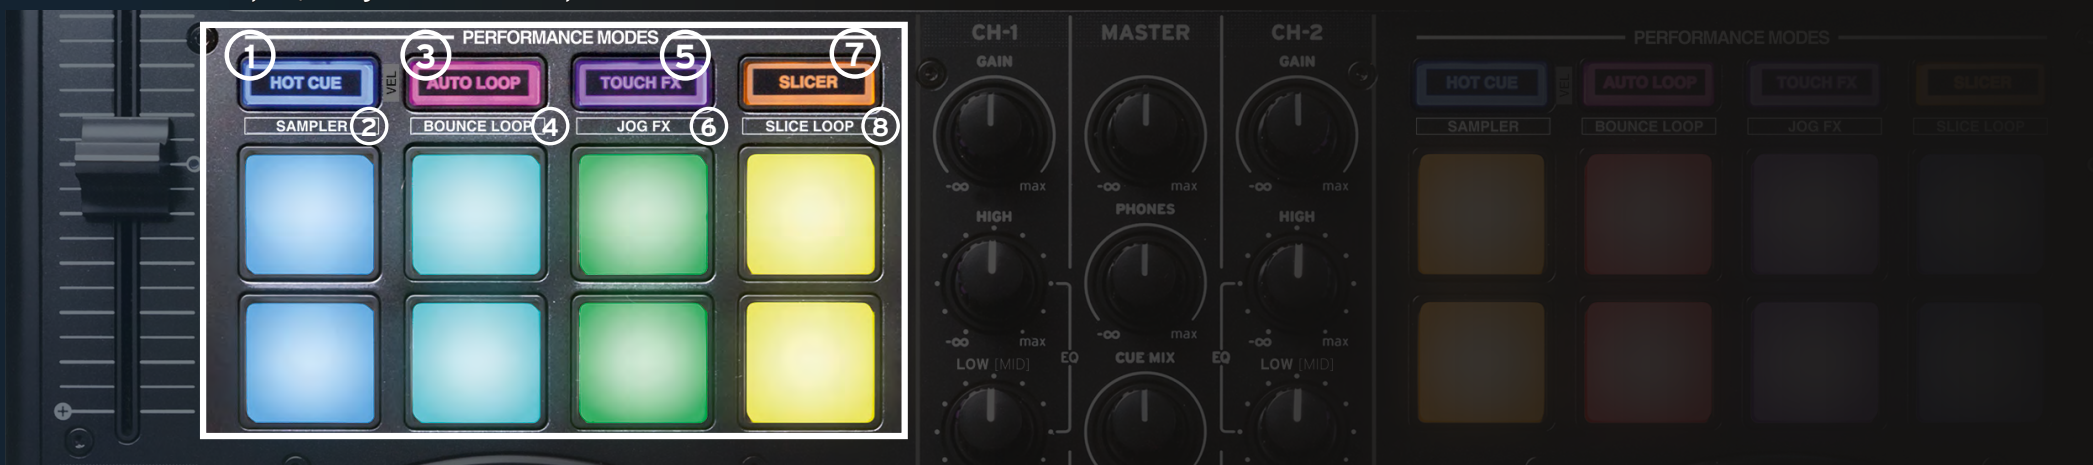 PERFORMANCE MODES
1 3 5 7
HOT CUE VEL AUTO LOOP TOUCH FX SLICER
SAMPLER 2 BOUNCE LOOP 4 JOG FX 6 SLICE LOOP 8
CH-1 MASTER CH-2
GAIN GAIN
-∞ max -∞ max -∞ max
HIGH PHONES HIGH
-∞ max -∞ max -∞ max
LOW [MID] EQ CUE MIX EQ LOW [MID]
PERFORMANCE MODES
HOT CUE VEL AUTO LOOP TOUCH FX SLICER
SAMPLER BOUNCE LOOP JOG FX SLICE LOOP